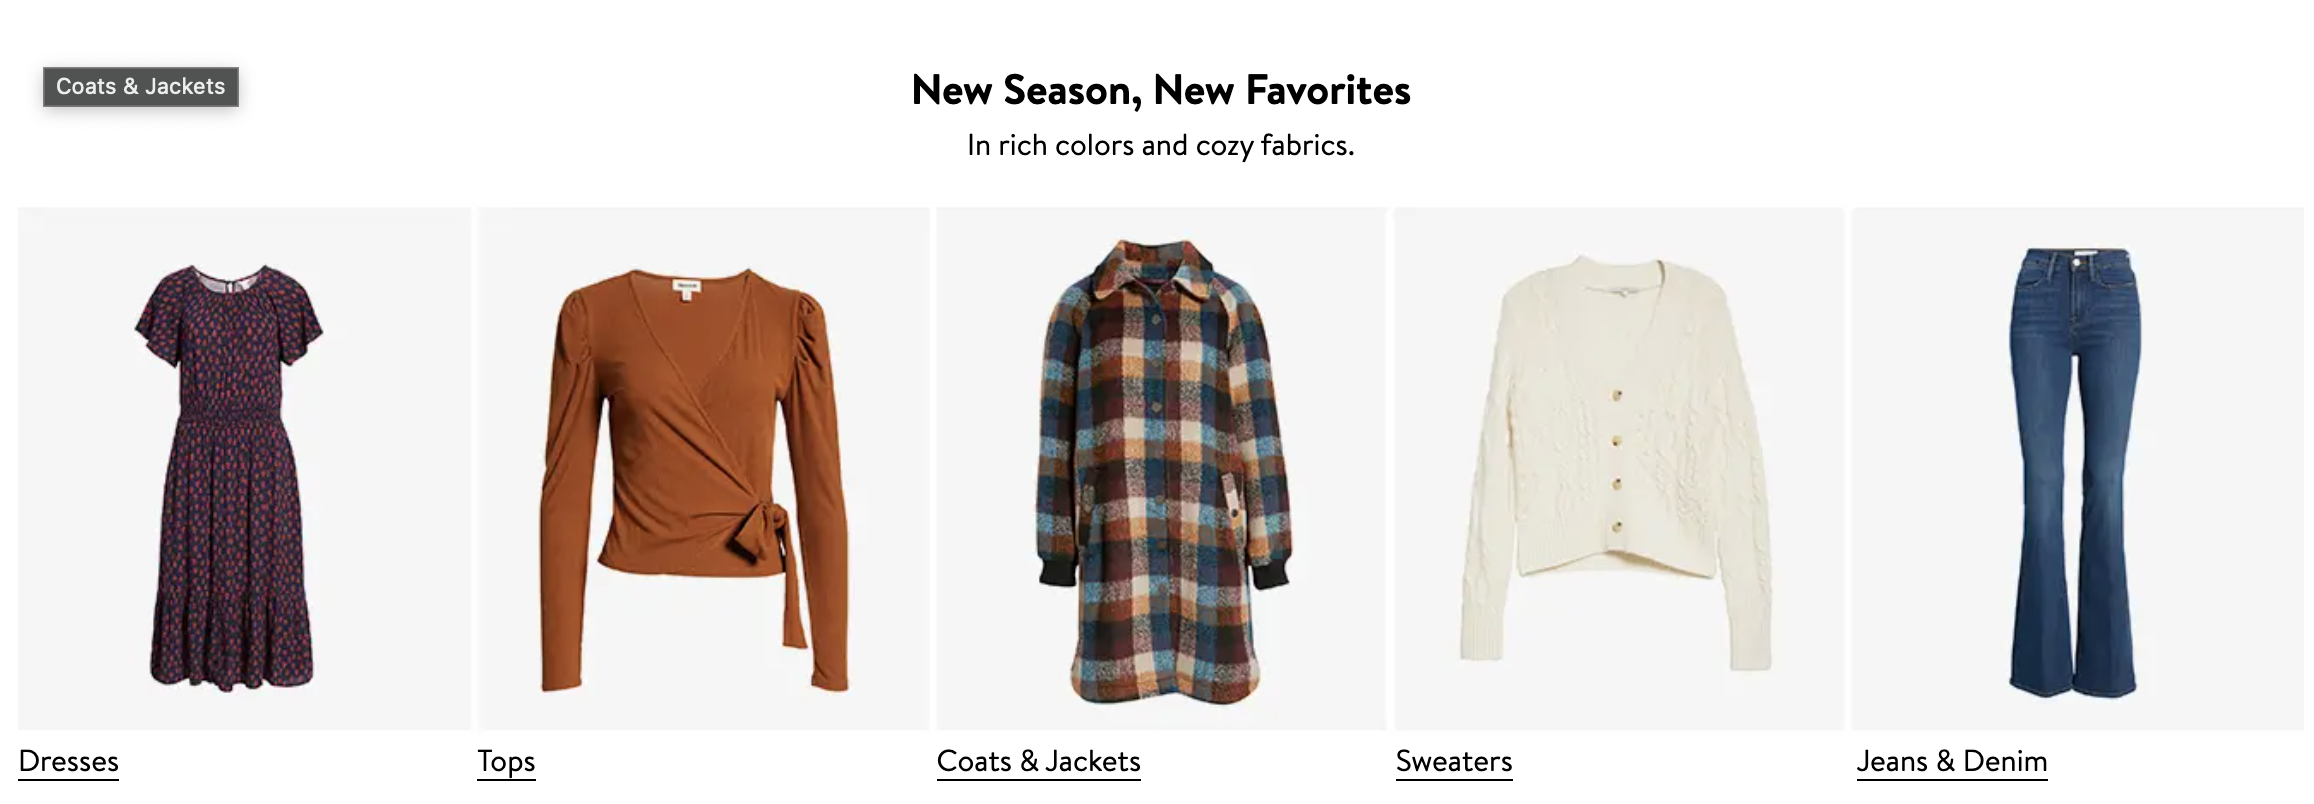 Coats & Jackets
New Season, New Favorites
In rich colors and cozy fabrics.
Dresses
Tops
Coats & Jackets
Sweaters
Jeans & Denim